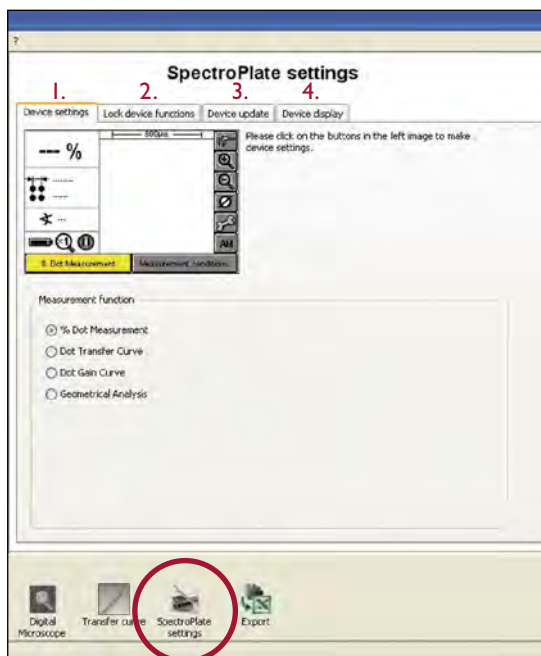 ?
SpectroPlate settings
1. 2. 3. 4.
Device settings Lock device functions Device update Device display
--- %
800µm
Please click on the buttons in the left image to make
device settings.
AM
% Dot Measurement Measurement conditions
Measurement function
% Dot Measurement
Dot Transfer Curve
Dot Gain Curve
Geometrical Analysis
Digital Microscope
Transfer curve
SpectroPlate settings
Export